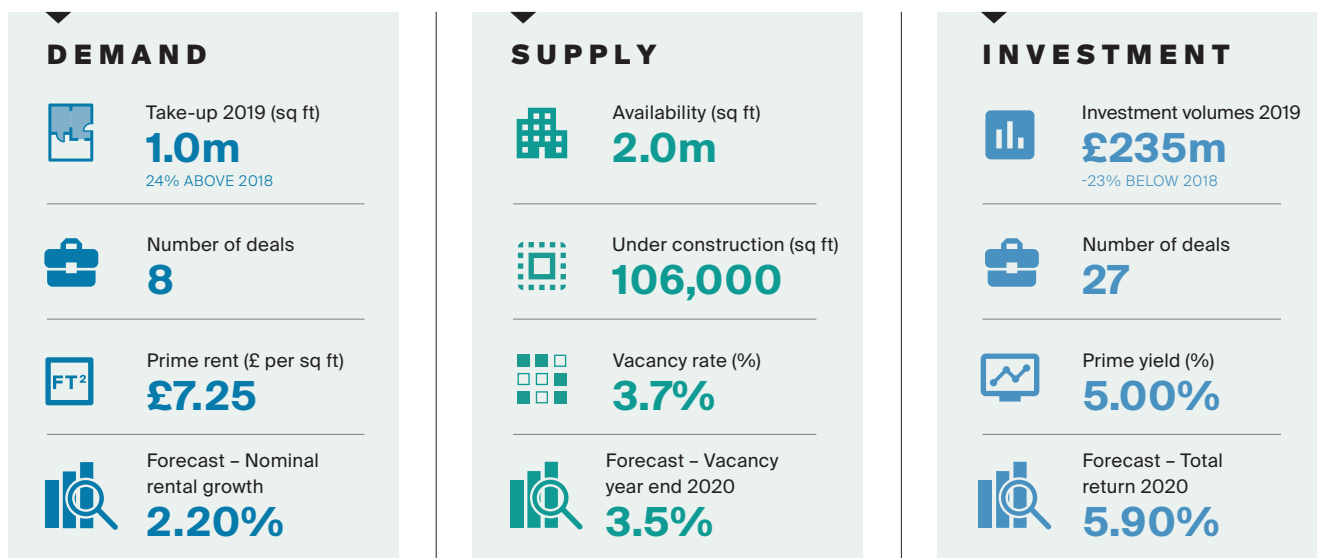 DEMAND
Take-up 2019 (sq ft)
1.0m
24% ABOVE 2018
Number of deals
8
FT²
Prime rent (£ per sq ft)
£7.25
Forecast – Nominal
rental growth
2.20%
SUPPLY
Availability (sq ft)
2.0m
Under construction (sq ft)
106,000
Vacancy rate (%)
3.7%
Forecast – Vacancy
year end 2020
3.5%
INVESTMENT
Investment volumes 2019
£235m
-23% BELOW 2018
Number of deals
27
Prime yield (%)
5.00%
Forecast – Total
return 2020
5.90%